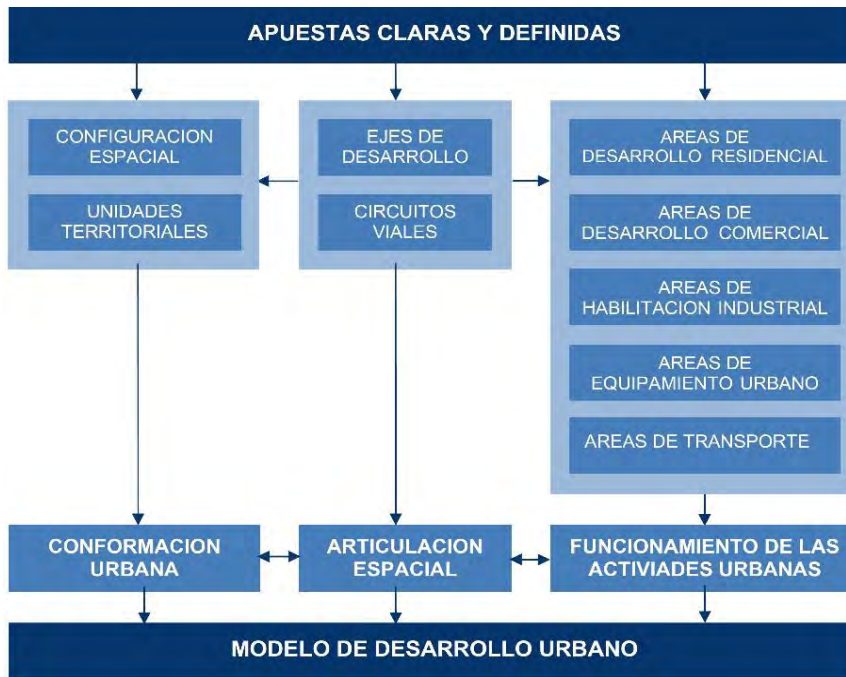 APUESTAS CLARAS Y DEFINIDAS
CONFIGURACION
ESPACIAL
UNIDADES
TERRITORIALES
EJES DE
DESARROLLO
CIRCUITOS
VIALES
AREAS DE
DESARROLLO RESIDENCIAL
AREAS DE
DESARROLLO COMERCIAL
AREAS DE
HABILITACION INDUSTRIAL
AREAS DE
EQUIPAMIENTO URBANO
AREAS DE TRANSPORTE
CONFORMACION
URBANA
ARTICULACION
ESPACIAL
FUNCIONAMIENTO DE LAS
ACTIVIADES URBANAS
MODELO DE DESARROLLO URBANO